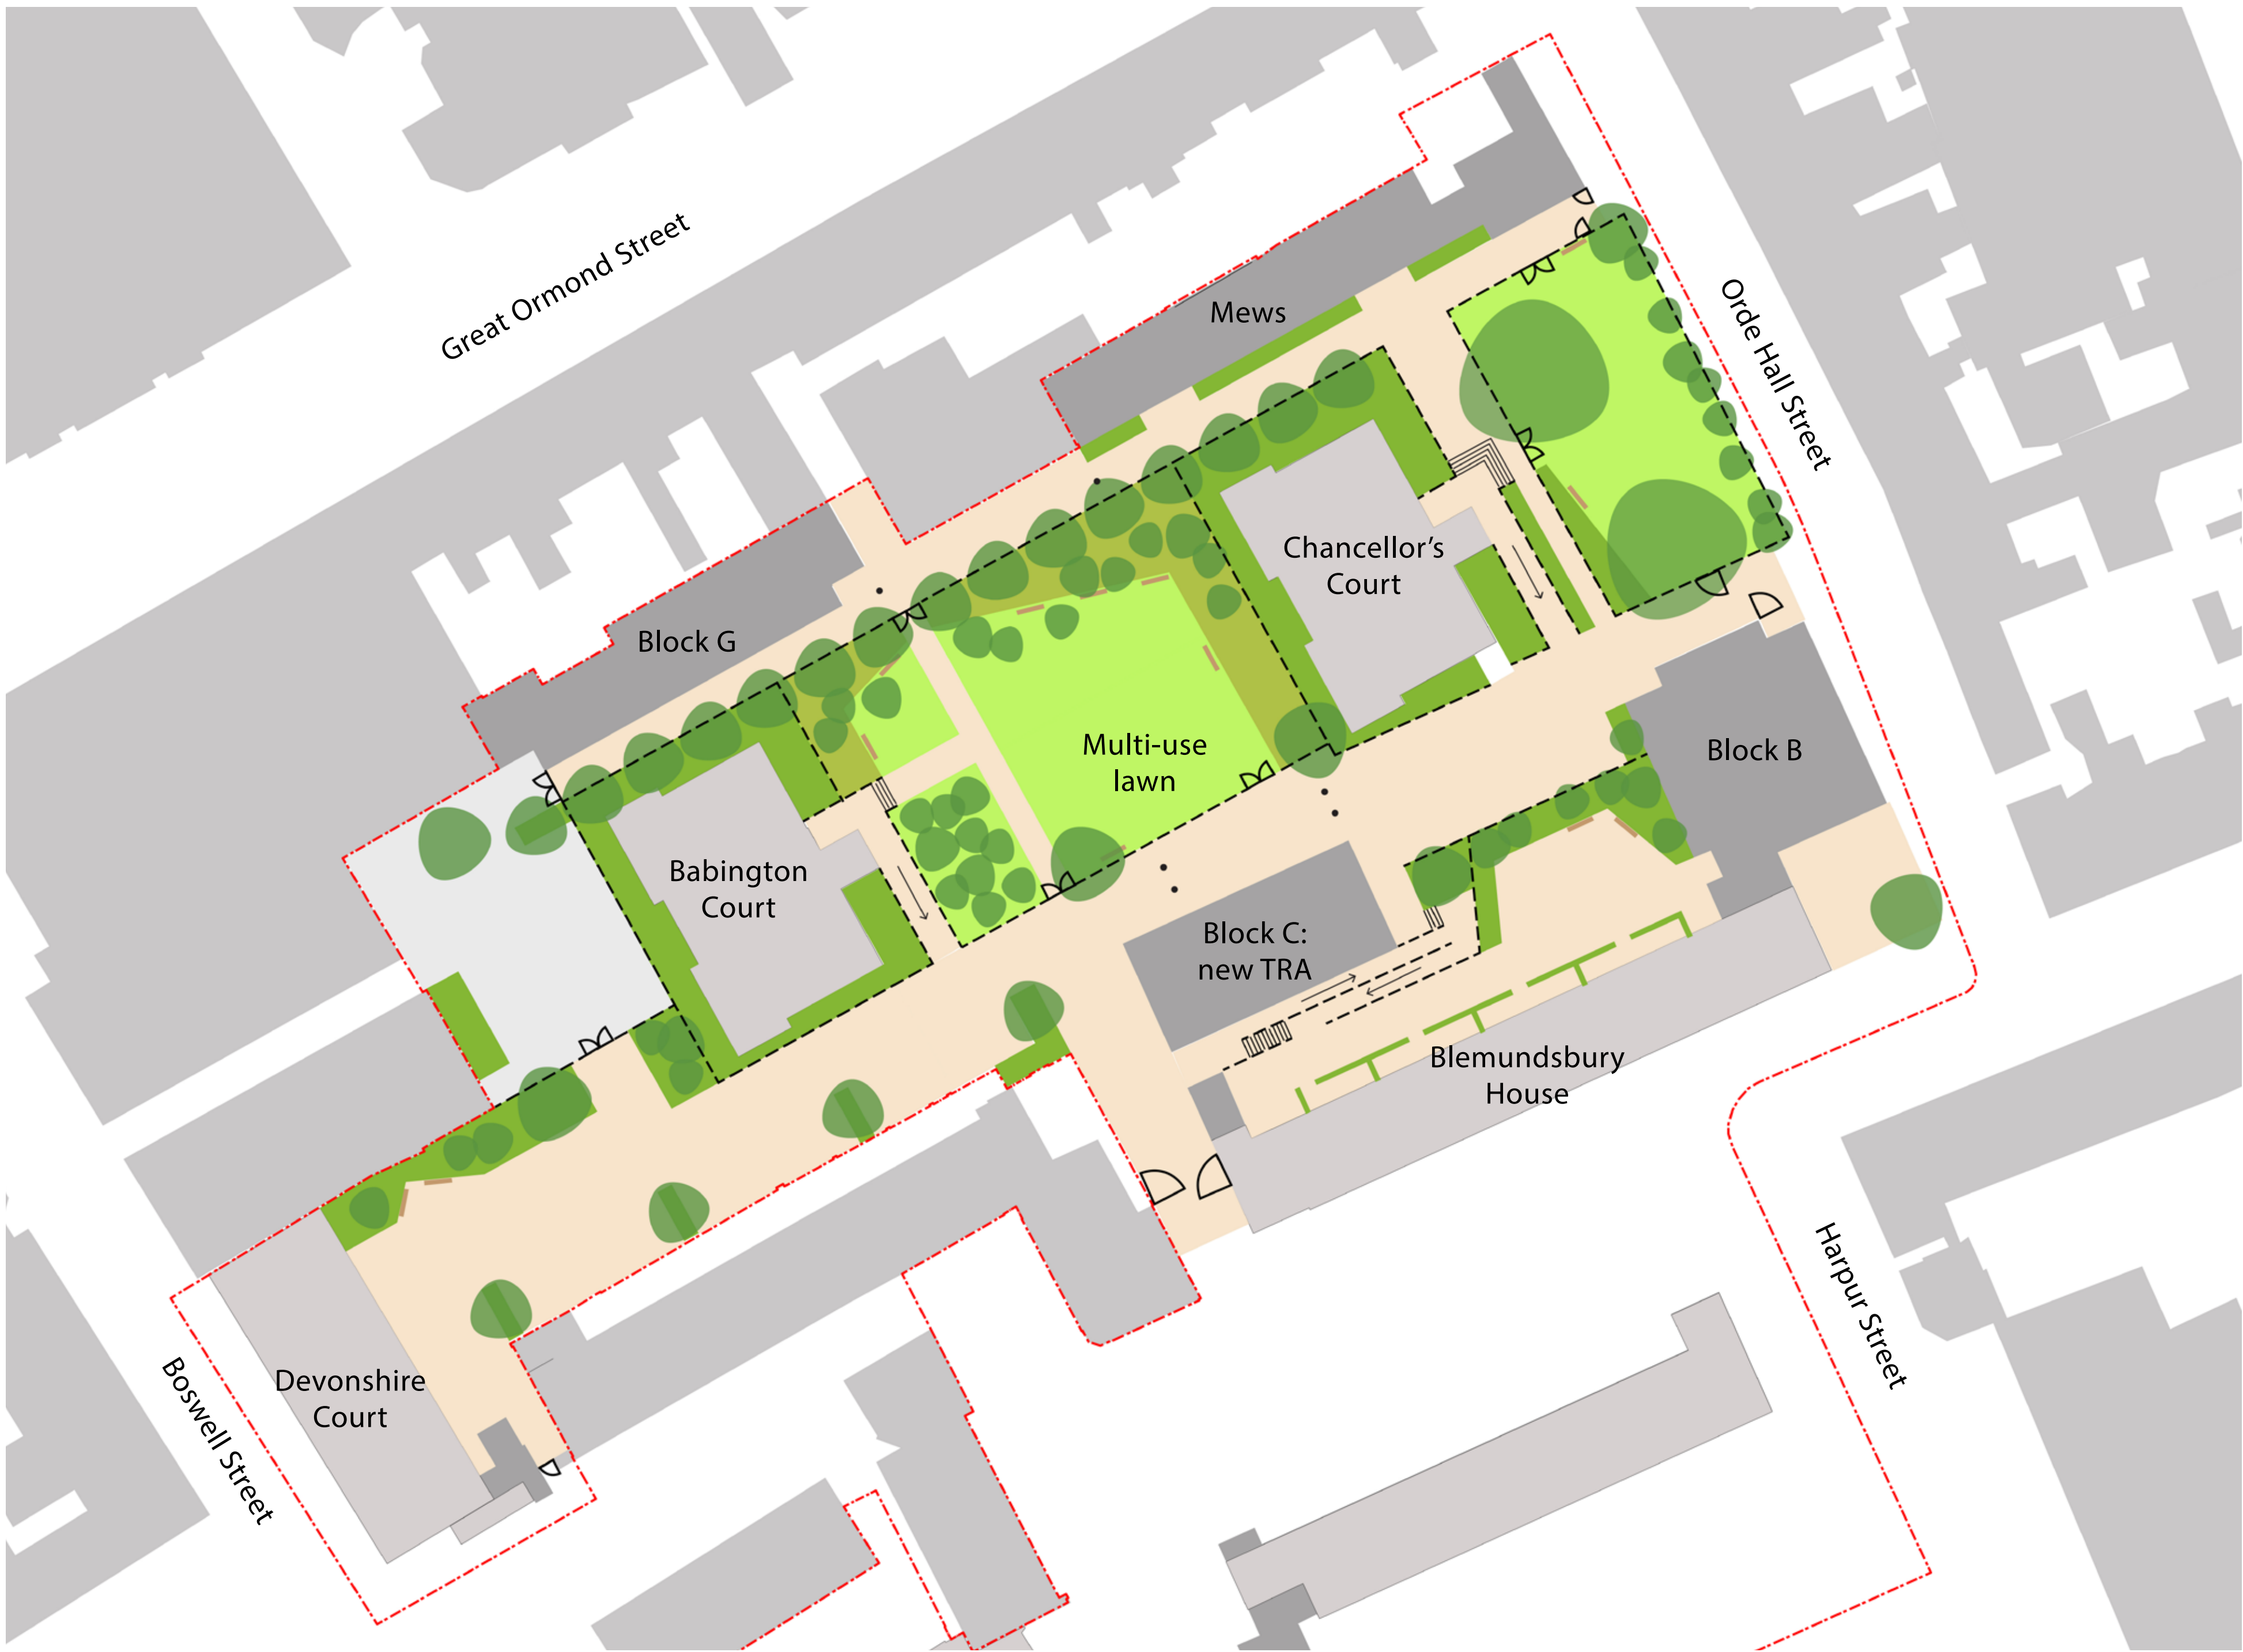 Great Ormond Street
Mews
Orde Hall Street
Block G
Chancellor's
Court
Multi-use
lawn
Block B
Babington
Court
Block C:
new TRA
Blemundsbury
House
Devonshire
Court
Boswell Street
Harpur Street